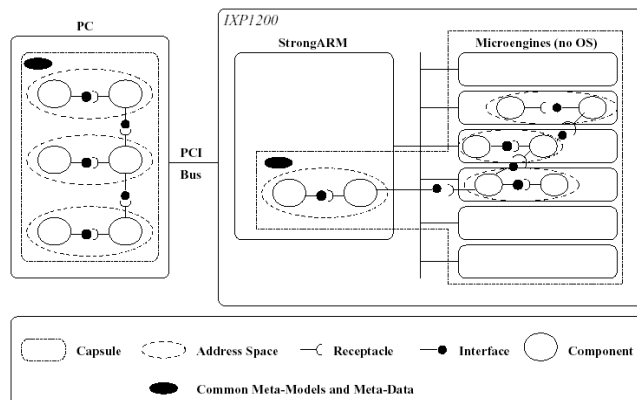 PC
IXP1200
StrongARM
Microengines (no OS)
PCI
Bus
Capsule
Address Space
Receptacle
Interface
Component
Common Meta-Models and Meta-Data